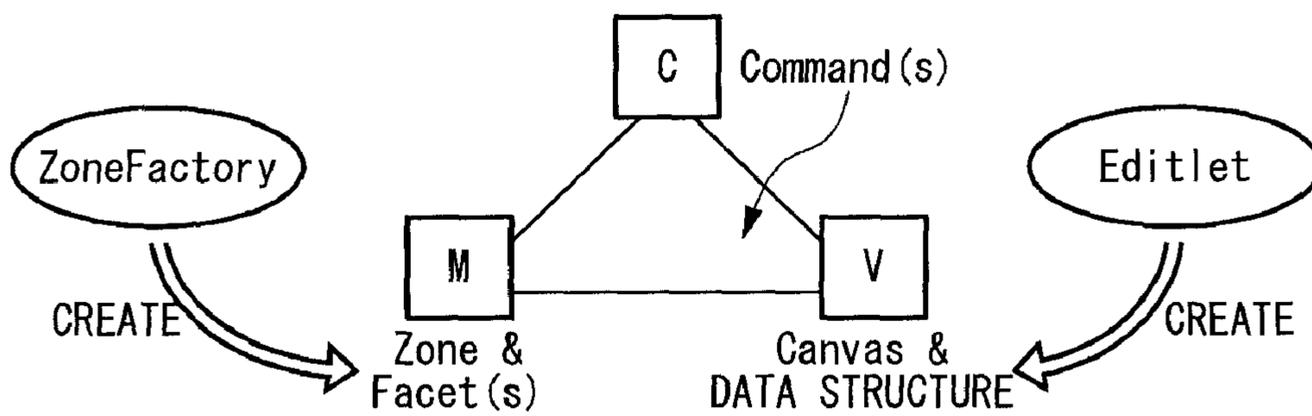 C
Command(s)
ZoneFactory
Editlet
M
V
CREATE
CREATE
Zone &
Facet(s)
Canvas &
DATA STRUCTURE